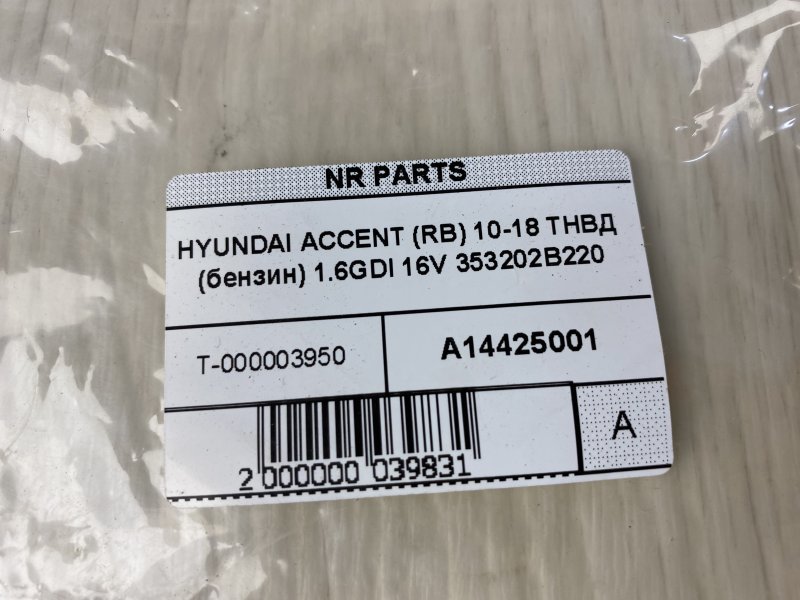 NR PARTS
HYUNDAI ACCENT (RB) 10-18 ТНВД
(бензин) 1.6GDI 16V 353202B220
T-000003950
A14425001
A
2 000000 039831